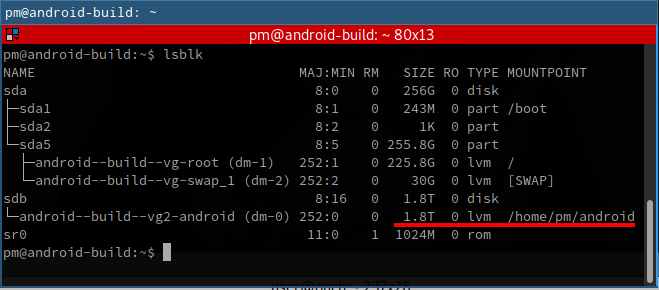 pm@android-build: ~
pm@android-build: ~ 80x13
pm@android-build:~$ lsblk
NAME MAJ:MIN RM SIZE RO TYPE MOUNTPOINT
sda 8:0 0 256G 0 disk
├─sda1 8:1 0 243M 0 part /boot
├─sda2 8:2 0 1K 0 part
└─sda5 8:5 0 255.8G 0 part
├─android--build--vg-root (dm-1) 252:1 0 225.8G 0 lvm /
└─android--build--vg-swap_1 (dm-2) 252:2 0 30G 0 lvm [SWAP]
sdb 8:16 0 1.8T 0 disk
└─android--build--vg2-android (dm-0) 252:0 0 1.8T 0 lvm /home/pm/android
sr0 11:0 1 1024M 0 rom
pm@android-build:~$